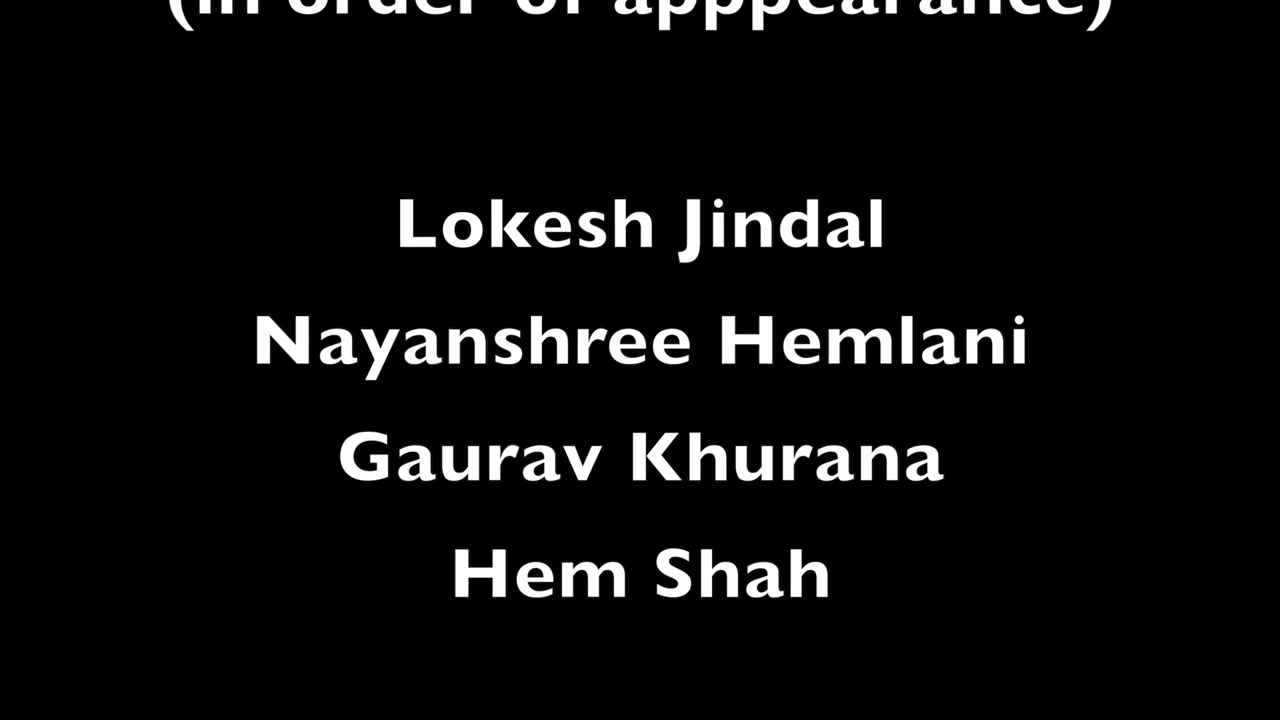 (in order of apppearance)
Lokesh Jindal
Nayanshree Hemlani
Gaurav Khurana
Hem Shah